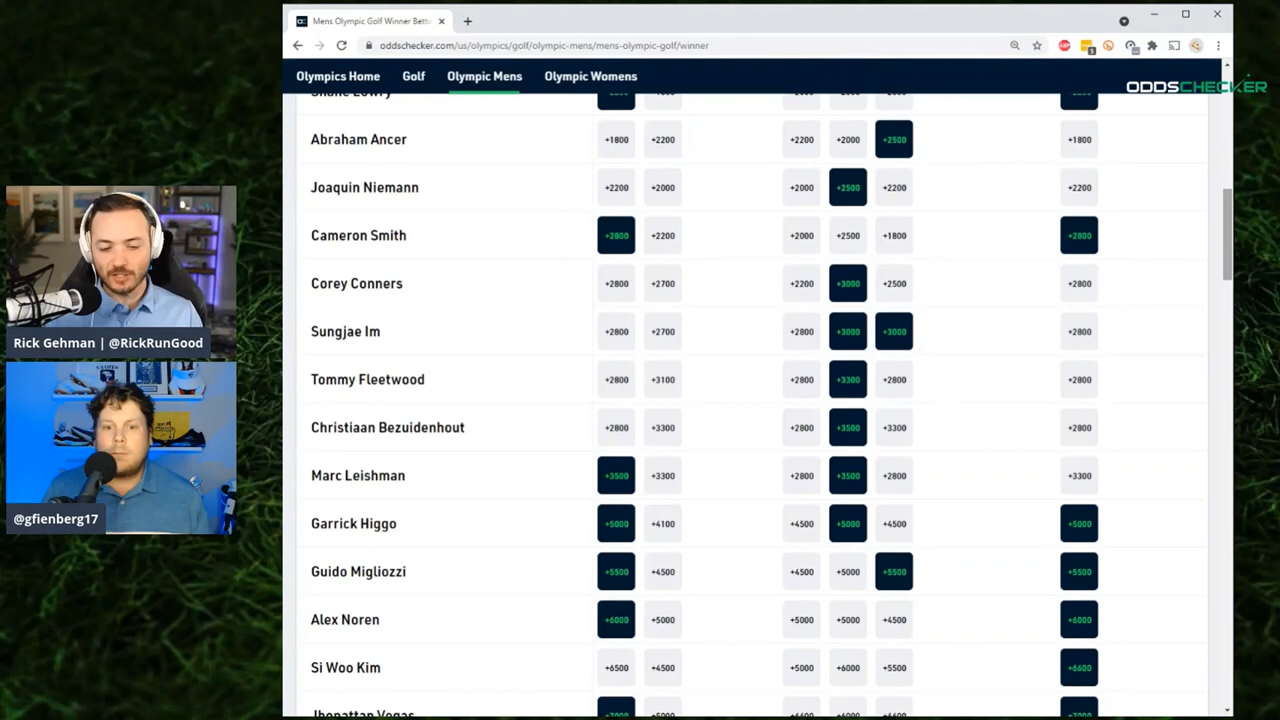 Mens Olympic Golf Winner Betti
oddschecker.com/us/olympics/golf/olympic-mens/mens-olympic-golf/winner
Olympics Home Golf Olympic Mens Olympic Womens
ODDSCHECKER
Shane Lowry
Abraham Ancer +1800 +2200 +2200 +2000 +2500 +1800
Joaquin Niemann +2200 +2000 +2000 +2500 +2200 +2200
Cameron Smith +2800 +2200 +2000 +2500 +1800 +2800
Corey Conners +2800 +2700 +2200 +3000 +2500 +2800
Sungjae Im +2800 +2700 +2800 +3000 +3000 +2800
Tommy Fleetwood +2800 +3100 +2800 +3300 +2800 +2800
Christiaan Bezuidenhout +2800 +3300 +2800 +3500 +3300 +2800
Marc Leishman +3500 +3300 +2800 +3500 +2800 +3300
Garrick Higgo +5000 +4100 +4500 +5000 +4500 +5000
Guido Migliozzi +5500 +4500 +4500 +5000 +5500 +5500
Alex Noren +6000 +5000 +5000 +5000 +4500 +6000
Si Woo Kim +6500 +4500 +5000 +6000 +5500 +6600
Jhonattan Vegas
Rick Gehman | @RickRunGood
@gfienberg17